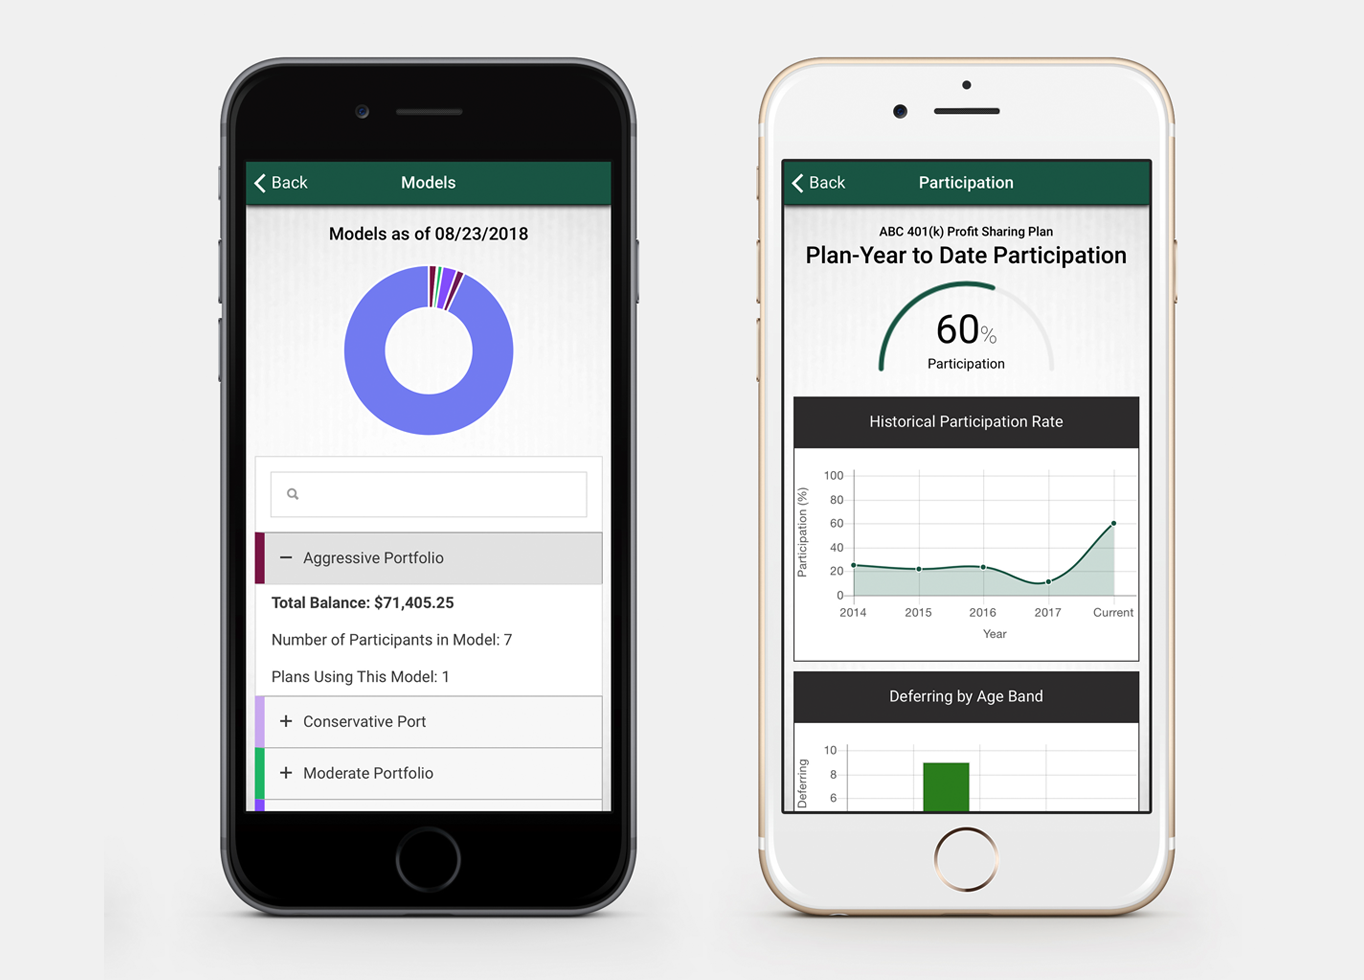 Back
Models
Models as of 08/23/2018
− Aggressive Portfolio
Total Balance: $71,405.25
Number of Participants in Model: 7
Plans Using This Model: 1
+ Conservative Port
+ Moderate Portfolio
Back
Participation
ABC 401(k) Profit Sharing Plan
Plan-Year to Date Participation
60%
Participation
Historical Participation Rate
Participation (%)
100
80
60
40
20
0
2014 2015 2016 2017 Current
Year
Deferring by Age Band
Deferring
10
8
6